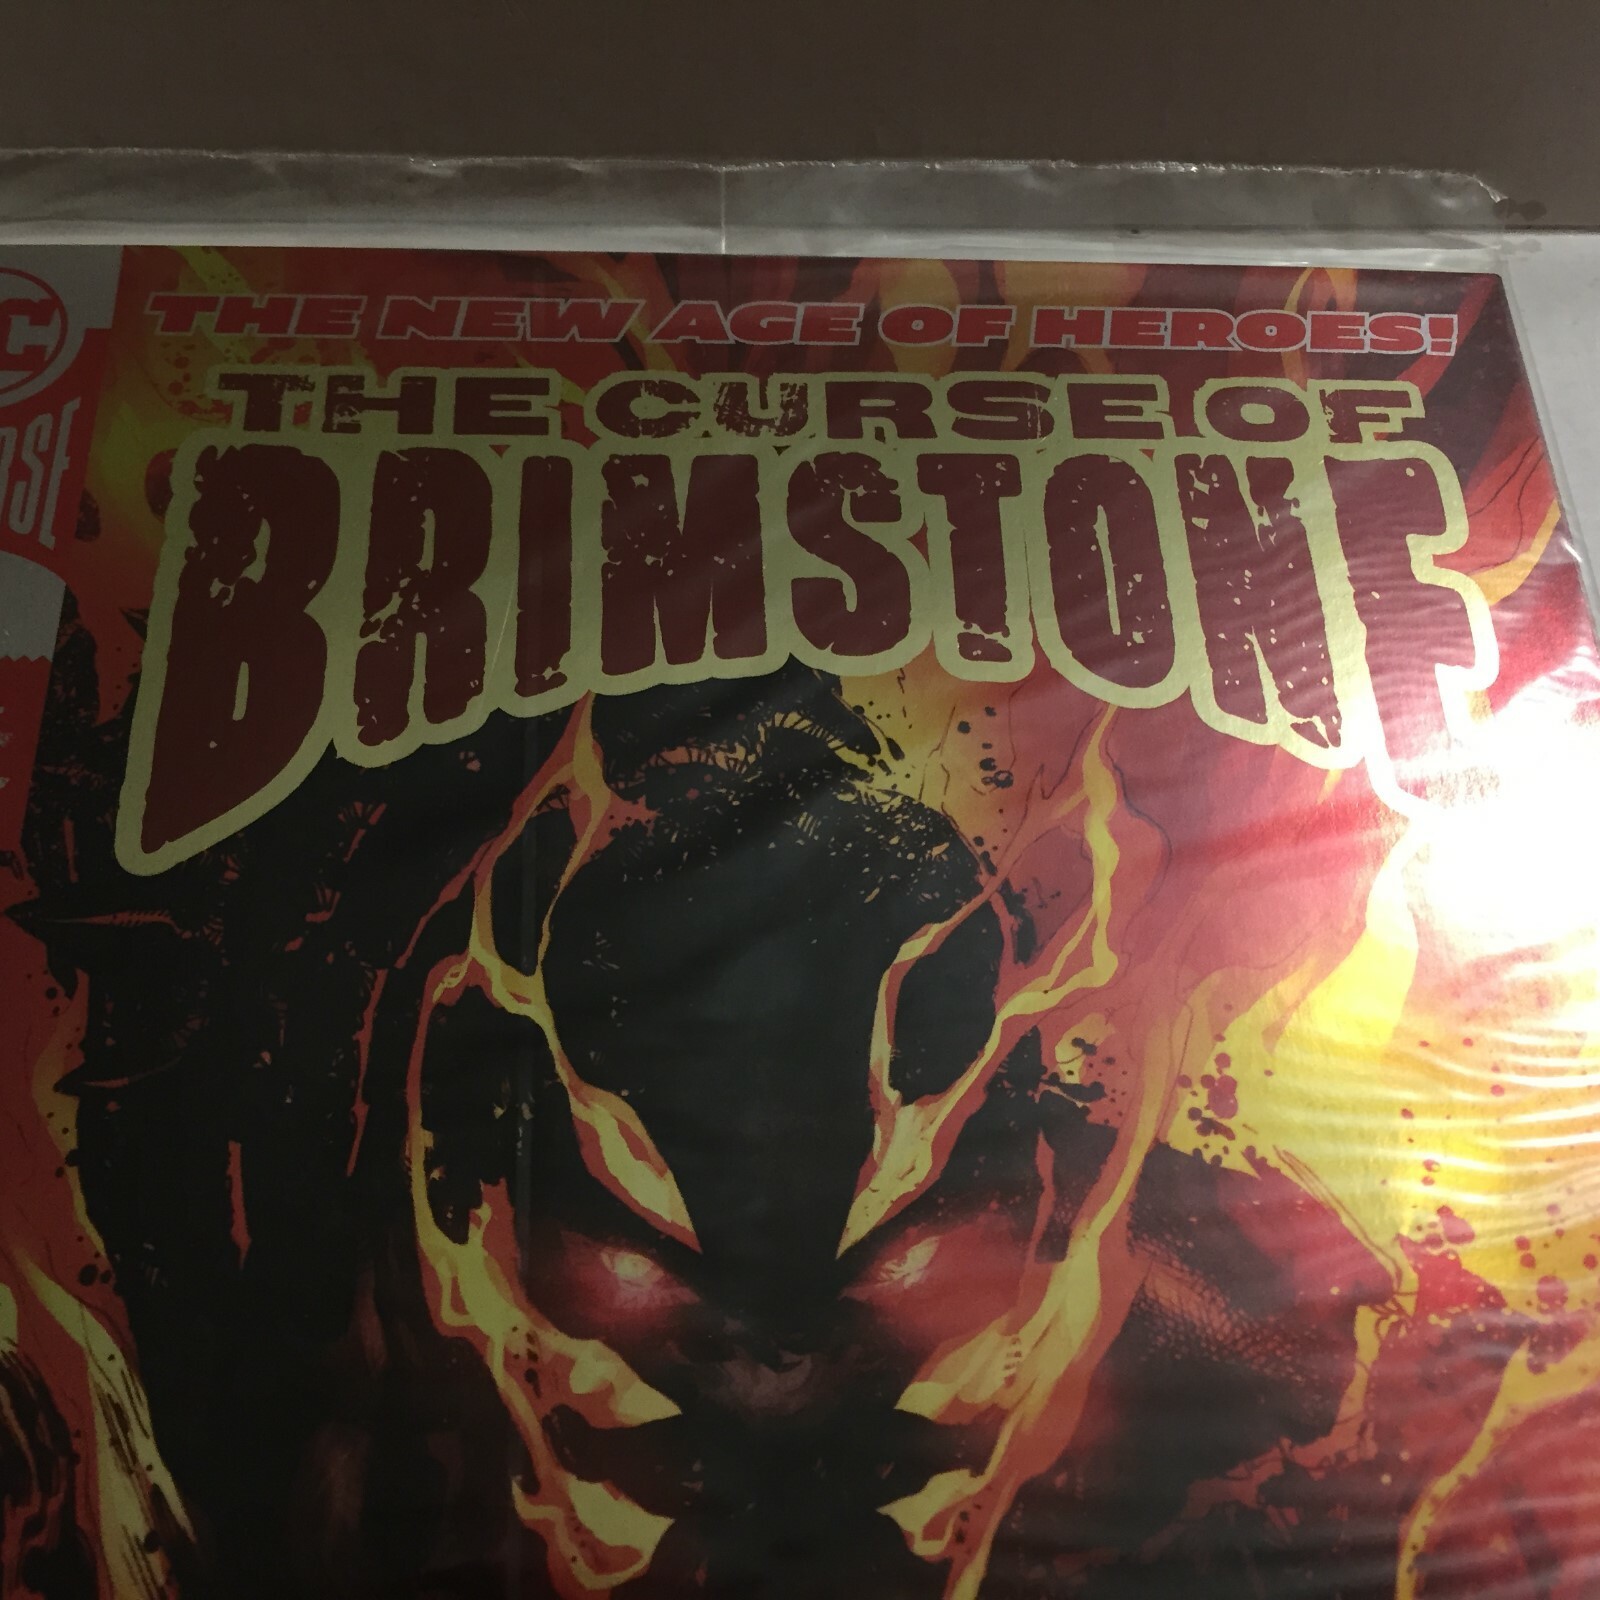 THE NEW AGE OF HEROES!
THE CURSE OF
BRIMSTONE